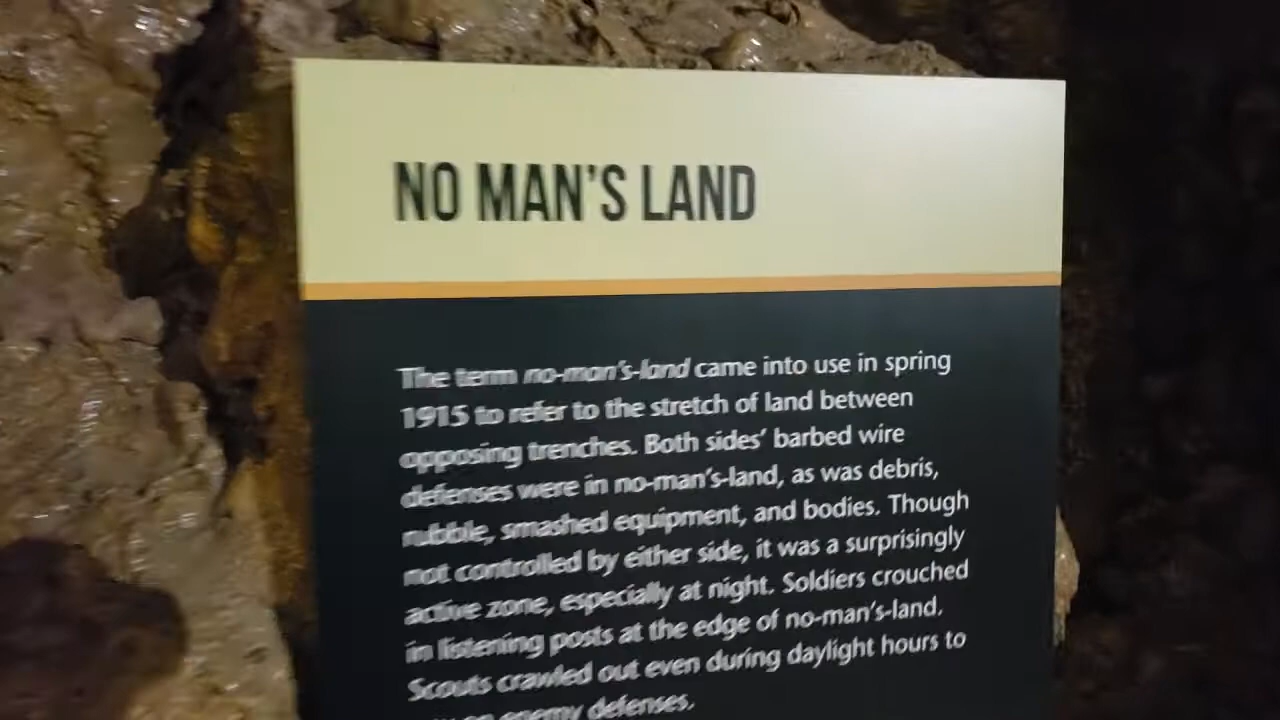 NO MAN'S LAND
The term no-man's-land came into use in spring
1915 to refer to the stretch of land between
opposing trenches. Both sides' barbed wire
defenses were in no-man's-land, as was debris,
rubble, smashed equipment, and bodies. Though
not controlled by either side, it was a surprisingly
active zone, especially at night. Soldiers crouched
in listening posts at the edge of no-man's-land.
Scouts crawled out even during daylight hours to
on enemy defenses.